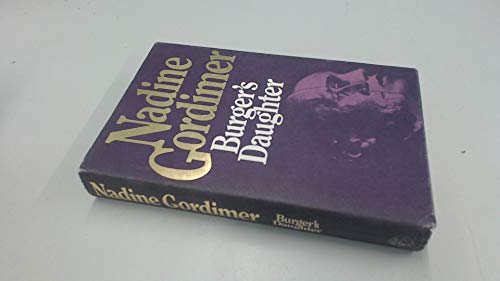 Nadine
Gordimer
Burger's
Daughter
Nadine Gordimer
Burger's
Daughter